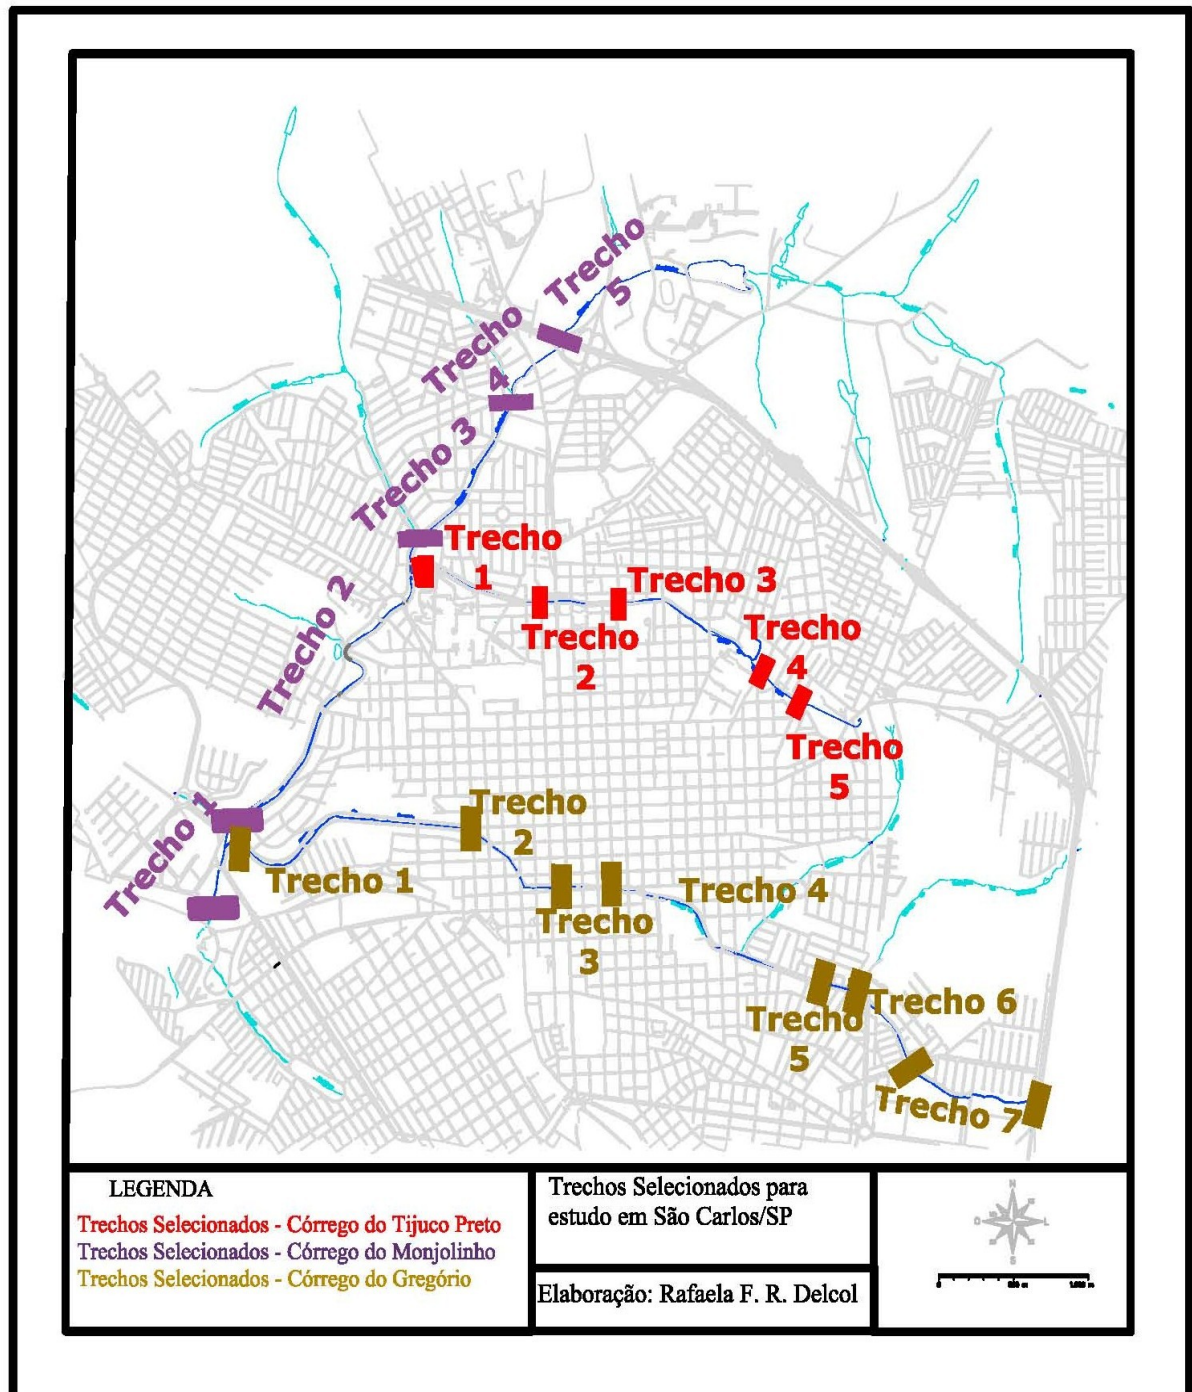 Trecho
5
Trecho
4
Trecho 3
Trecho
1
Trecho 3
Trecho 2
Trecho
2
Trecho
4
Trecho
5
Trecho 1
Trecho
2
Trecho 1
Trecho 4
Trecho
3
Trecho 6
Trecho
5
Trecho 7
LEGENDA
Trechos Selecionados - Córrego do Tijuco Preto
Trechos Selecionados - Córrego do Monjolinho
Trechos Selecionados - Córrego do Gregório
Trechos Selecionados para
estudo em São Carlos/SP
Elaboração: Rafaela F. R. Delcol
N
O
L
S